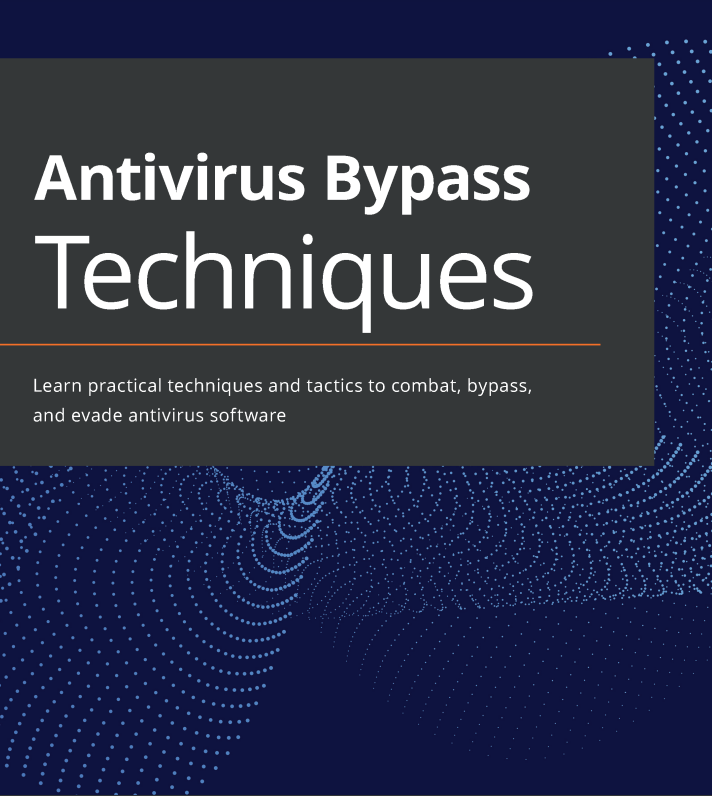 Antivirus Bypass
Techniques
Learn practical techniques and tactics to combat, bypass,
and evade antivirus software